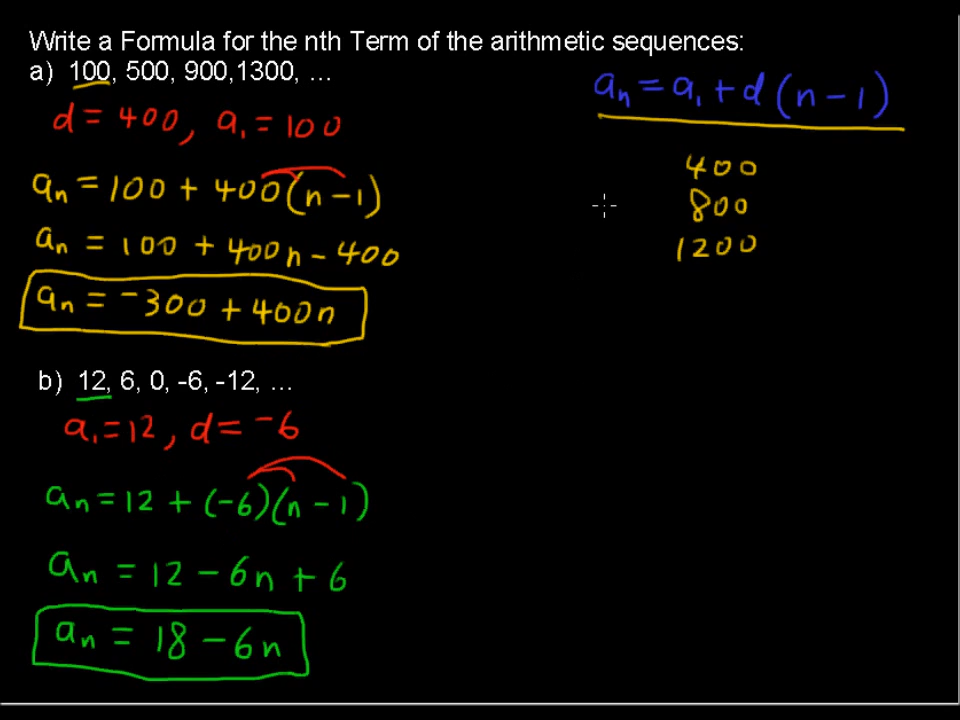 Write a Formula for the nth Term of the arithmetic sequences:
a) 100, 500, 900,1300, ...
aₙ = a₁ + d (n − 1)
d = 400, a₁ = 100
aₙ = 100 + 400(n − 1)
aₙ = 100 + 400n − 400
aₙ = ⁻300 + 400n
400
800
1200
b) 12, 6, 0, -6, -12, ...
a₁ = 12, d = ⁻6
aₙ = 12 + (−6)(n − 1)
aₙ = 12 − 6n + 6
aₙ = 18 − 6n